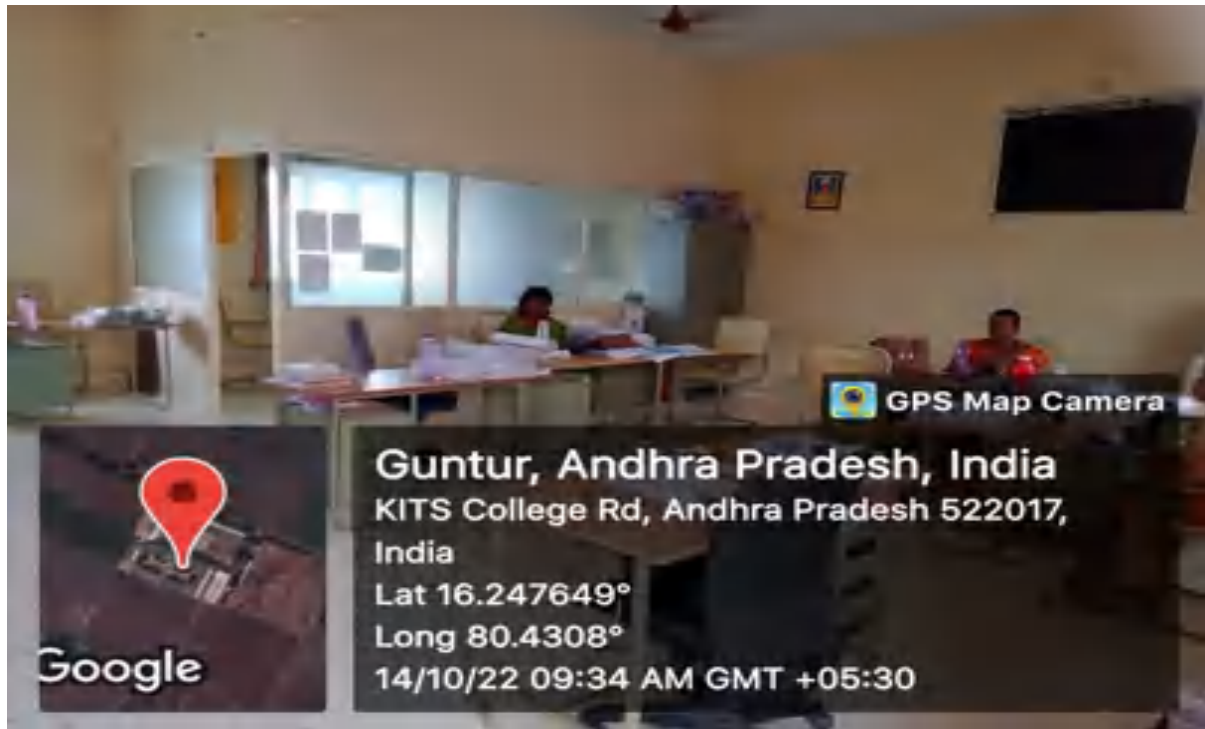 GPS Map Camera
Guntur, Andhra Pradesh, India
KITS College Rd, Andhra Pradesh 522017,
India
Lat 16.247649°
Long 80.4308°
14/10/22 09:34 AM GMT +05:30
Google